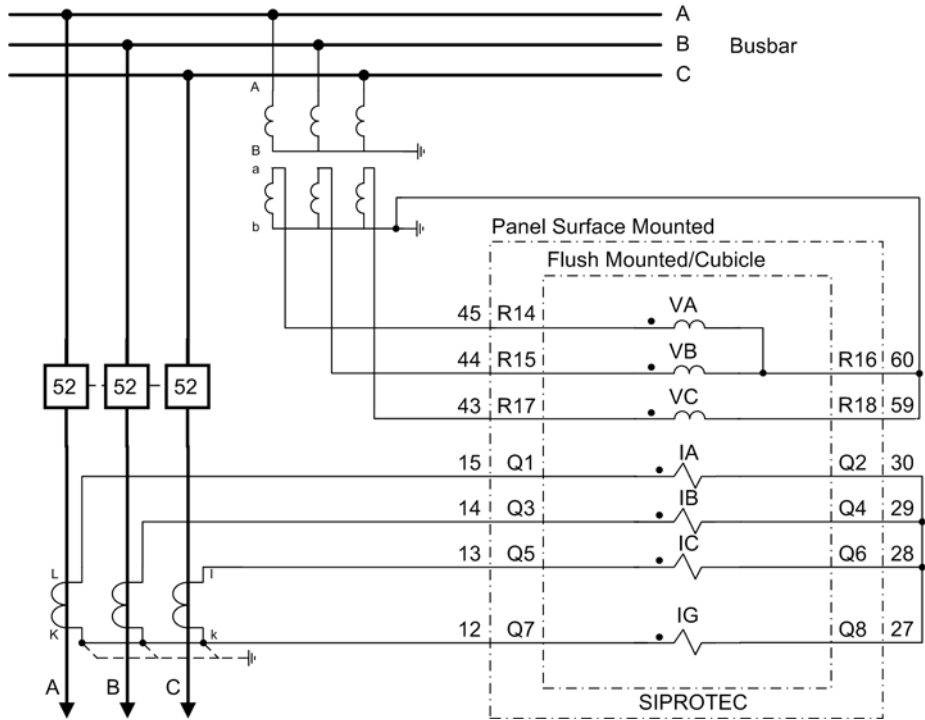 A
B Busbar
C
A
B
a
b
Panel Surface Mounted
Flush Mounted/Cubicle
45 R14 VA
44 R15 VB R16 60
43 R17 VC R18 59
52 52 52
15 Q1 IA Q2 30
14 Q3 IB Q4 29
13 Q5 IC Q6 28
L l
K k
12 Q7 IG Q8 27
A B C
SIPROTEC